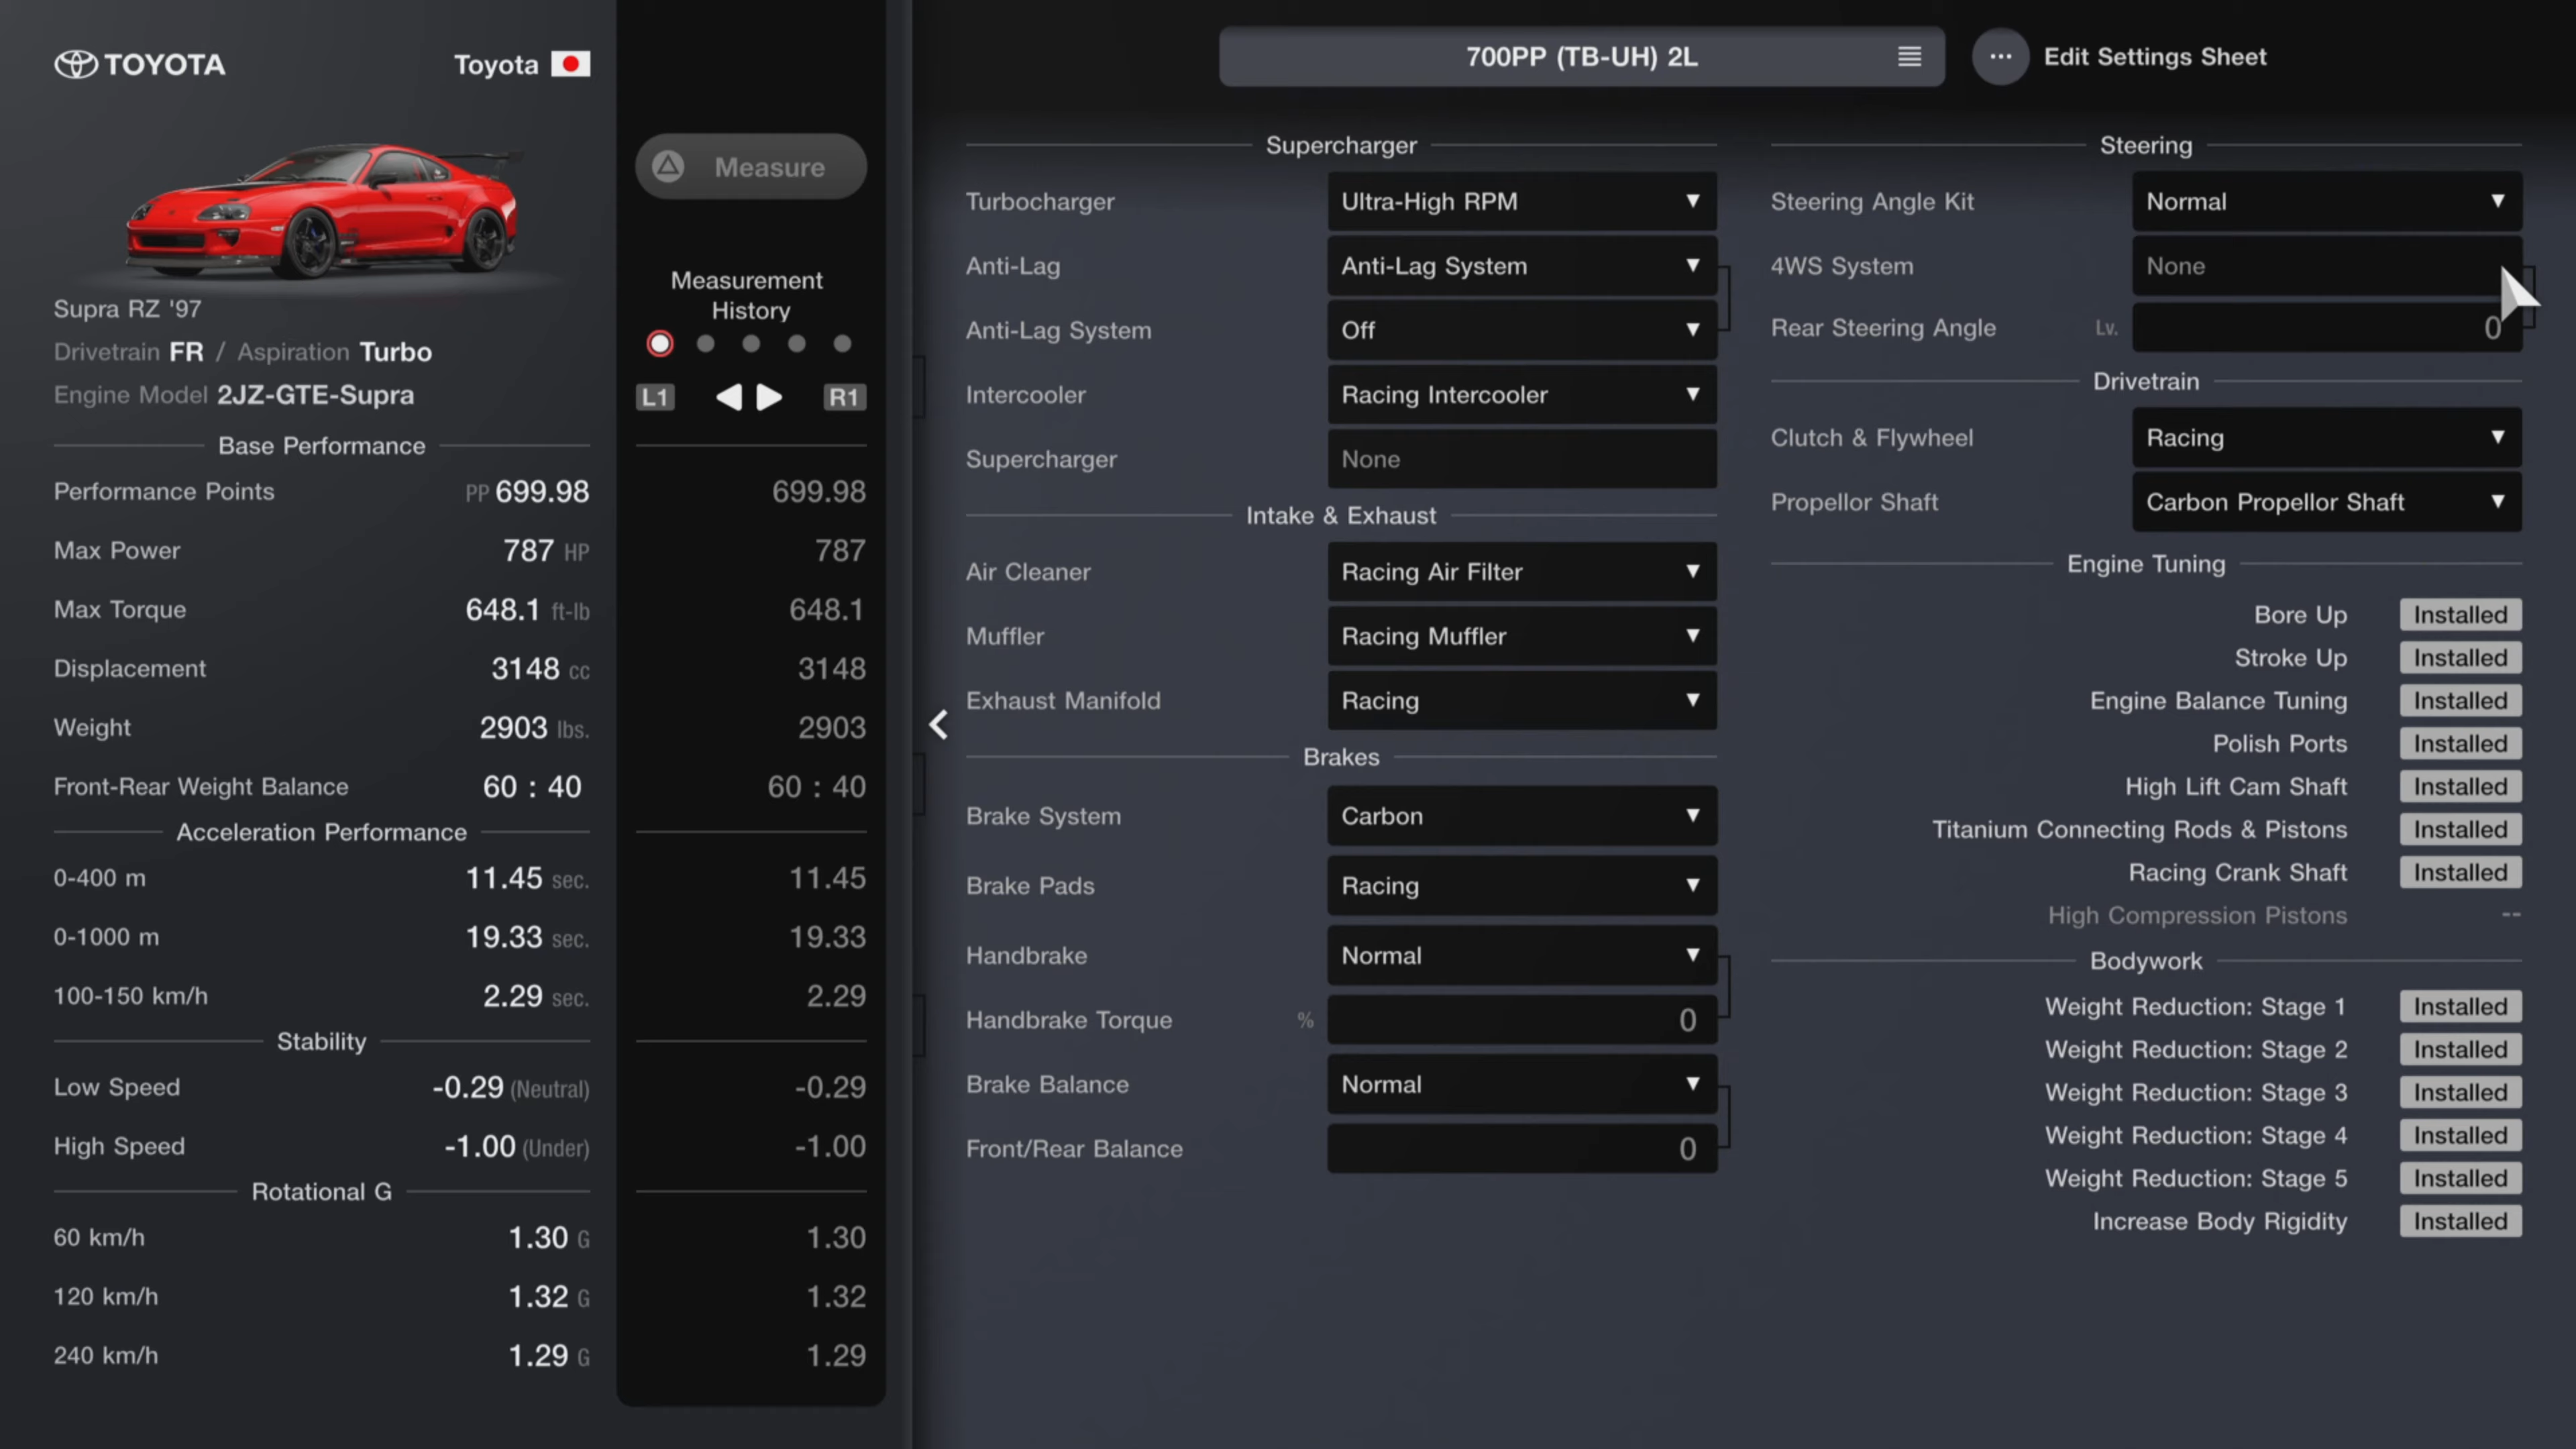 TOYOTA
Toyota
Supra RZ '97
Drivetrain FR / Aspiration Turbo
Engine Model 2JZ-GTE-Supra
Base Performance
Performance Points PP 699.98
Max Power 787 HP
Max Torque 648.1 ft-lb
Displacement 3148 cc
Weight 2903 lbs.
Front-Rear Weight Balance 60 : 40
Acceleration Performance
0-400 m 11.45 sec.
0-1000 m 19.33 sec.
100-150 km/h 2.29 sec.
Stability
Low Speed -0.29 (Neutral)
High Speed -1.00 (Under)
Rotational G
60 km/h 1.30 G
120 km/h 1.32 G
240 km/h 1.29 G
Measure
Measurement
History
L1 R1
699.98
787
648.1
3148
2903
60 : 40
11.45
19.33
2.29
-0.29
-1.00
1.30
1.32
1.29
700PP (TB-UH) 2L
Edit Settings Sheet
Supercharger
Turbocharger Ultra-High RPM
Anti-Lag Anti-Lag System
Anti-Lag System Off
Intercooler Racing Intercooler
Supercharger None
Intake & Exhaust
Air Cleaner Racing Air Filter
Muffler Racing Muffler
Exhaust Manifold Racing
Brakes
Brake System Carbon
Brake Pads Racing
Handbrake Normal
Handbrake Torque % 0
Brake Balance Normal
Front/Rear Balance 0
Steering
Steering Angle Kit Normal
4WS System None
Rear Steering Angle Lv. 0
Drivetrain
Clutch & Flywheel Racing
Propellor Shaft Carbon Propellor Shaft
Engine Tuning
Bore Up Installed
Stroke Up Installed
Engine Balance Tuning Installed
Polish Ports Installed
High Lift Cam Shaft Installed
Titanium Connecting Rods & Pistons Installed
Racing Crank Shaft Installed
High Compression Pistons --
Bodywork
Weight Reduction: Stage 1 Installed
Weight Reduction: Stage 2 Installed
Weight Reduction: Stage 3 Installed
Weight Reduction: Stage 4 Installed
Weight Reduction: Stage 5 Installed
Increase Body Rigidity Installed